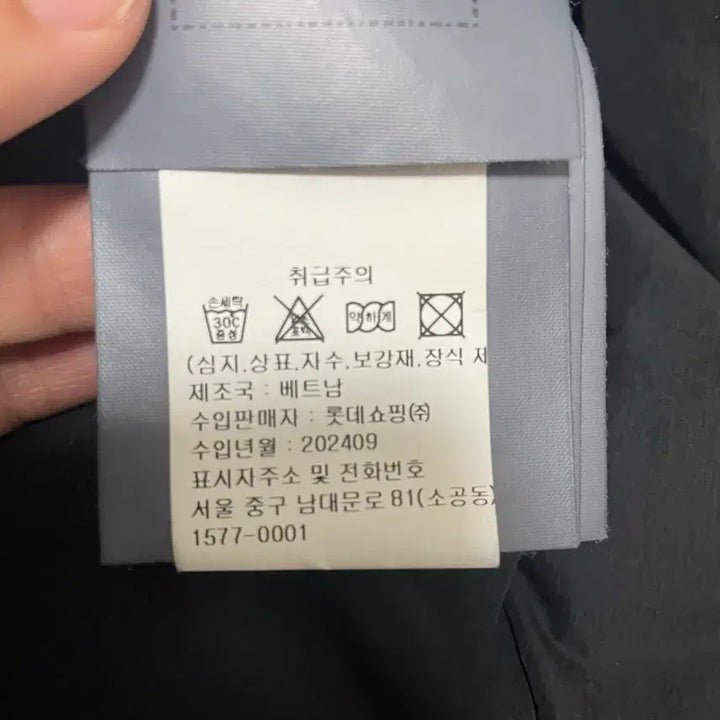 취급주의
손세탁 약하게
30C
중성
(심지,상표,자수,보강재,장식 제
제조국 : 베트남
수입판매자 : 롯데쇼핑㈜
수입년월 : 202409
표시자주소 및 전화번호
서울 중구 남대문로 81(소공동)
1577-0001